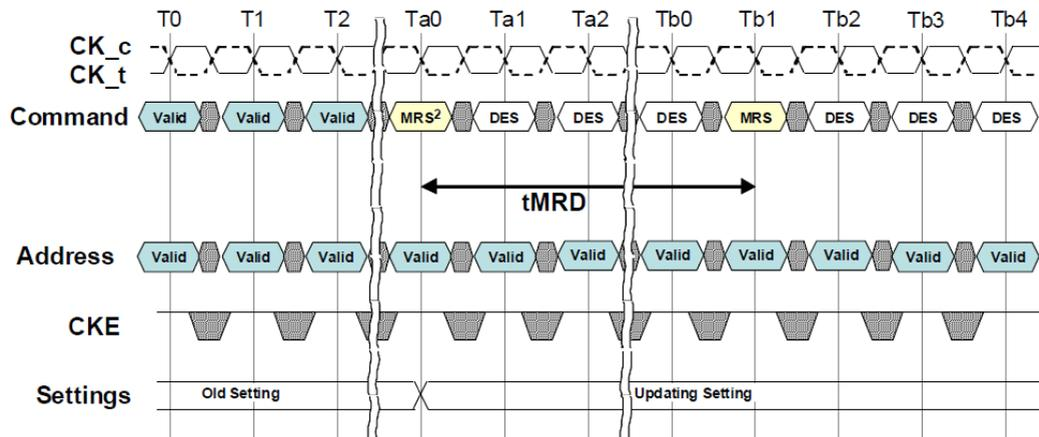 T0 T1 T2 Ta0 Ta1 Ta2 Tb0 Tb1 Tb2 Tb3 Tb4
CK_c
CK_t
Command Valid Valid Valid MRS² DES DES DES MRS DES DES DES
tMRD
Address Valid Valid Valid Valid Valid Valid Valid Valid Valid Valid Valid
CKE
Settings Old Setting Updating Setting